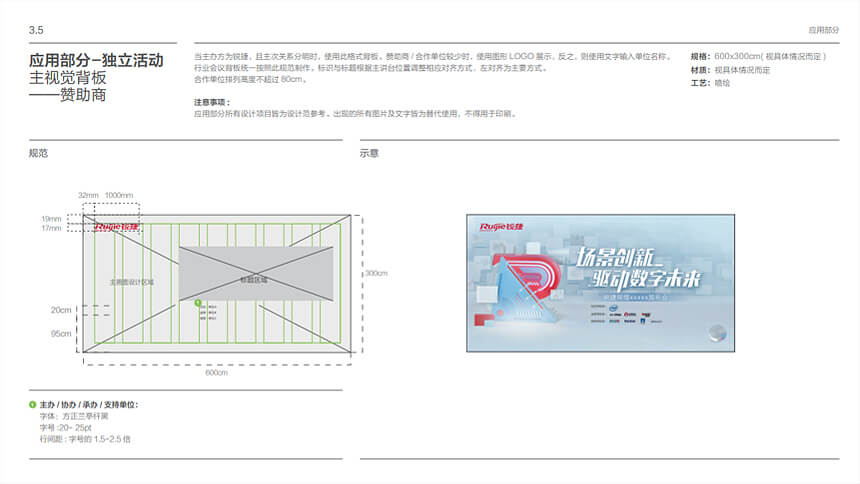 3.5
应用部分
应用部分–独立活动
主视觉背板
——赞助商
当主办方为锐捷，且主次关系分明时，使用此格式背板。赞助商 / 合作单位较少时，使用图形 LOGO 展示，反之，则使用文字输入单位名称。
行业会议背板统一按照此规范制作，标识与标题根据主讲台位置调整相应对齐方式，左对齐为主要方式。
合作单位排列高度不超过 80cm。
注意事项：
应用部分所有设计项目皆为设计范参考。出现的所有图片及文字皆为替代使用，不得用于印刷。
规格：600x300cm( 视具体情况而定 )
材质：视具体情况而定
工艺：喷绘
规范
示意
32mm 1000mm
19mm
17mm
Ruijie锐捷
主画面设计区域
标题区域
300cm
20cm
95cm
600cm
1
Ruijie锐捷
场景创新_
驱动数字未来
1 主办 / 协办 / 承办 / 支持单位：
字体：方正兰亭纤黑
字号 :20– 25pt
行间距：字号的 1.5–2.5 倍